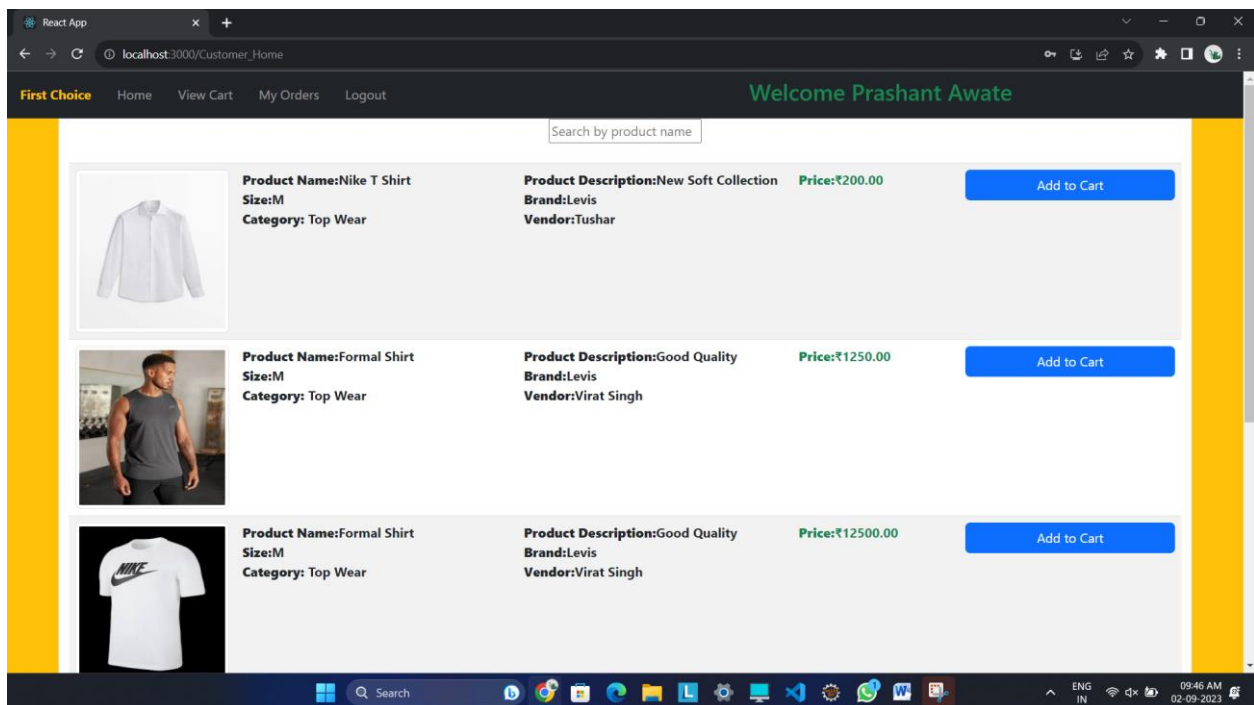 React App
localhost:3000/Customer_Home
First Choice Home View Cart My Orders Logout Welcome Prashant Awate
Search by product name
Product Name:Nike T Shirt Product Description:New Soft Collection Price:₹200.00 Add to Cart
Size:M Brand:Levis
Category: Top Wear Vendor:Tushar
Product Name:Formal Shirt Product Description:Good Quality Price:₹1250.00 Add to Cart
Size:M Brand:Levis
Category: Top Wear Vendor:Virat Singh
Product Name:Formal Shirt Product Description:Good Quality Price:₹12500.00 Add to Cart
Size:M Brand:Levis
Category: Top Wear Vendor:Virat Singh
NIKE
Search ENG 09:46 AM
IN 02-09-2023